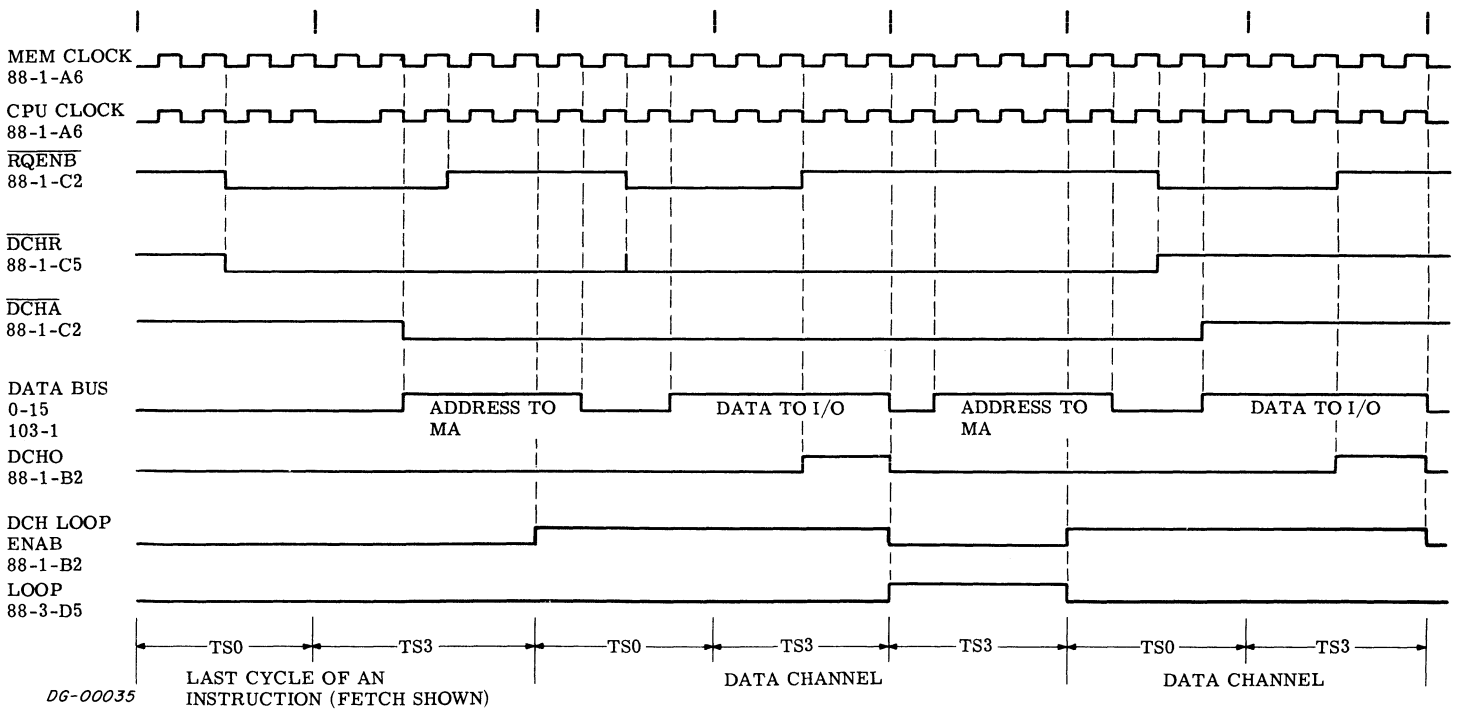 MEM CLOCK
88-1-A6
CPU CLOCK
88-1-A6
RQENB
88-1-C2
DCHR
88-1-C5
DCHA
88-1-C2
DATA BUS
0-15
103-1
ADDRESS TO
MA
DATA TO I/O
ADDRESS TO
MA
DATA TO I/O
DCHO
88-1-B2
DCH LOOP
ENAB
88-1-B2
LOOP
88-3-D5
TS0 TS3 TS0 TS3 TS3 TS0 TS3
LAST CYCLE OF AN
INSTRUCTION (FETCH SHOWN)
DATA CHANNEL
DATA CHANNEL
DG-00035